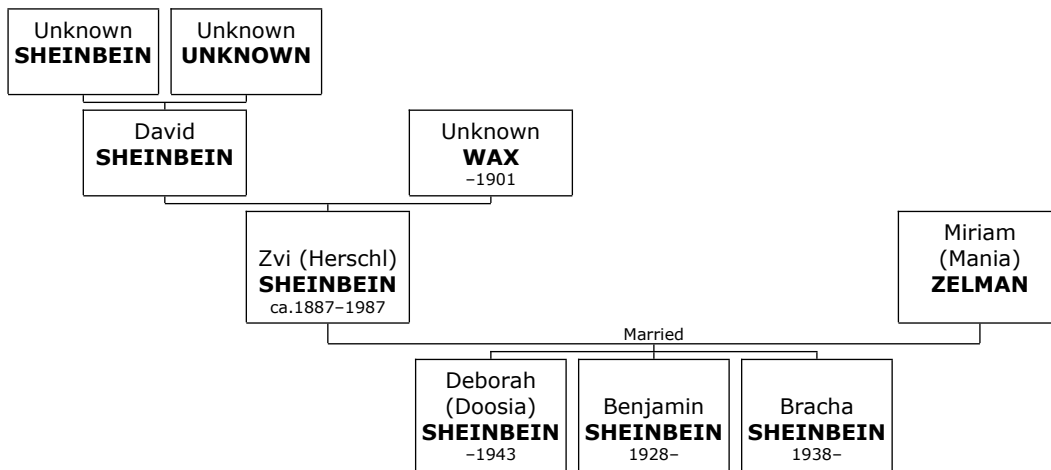 Unknown
SHEINBEIN
Unknown
UNKNOWN
David
SHEINBEIN
Unknown
WAX
–1901
Zvi (Herschl)
SHEINBEIN
ca.1887–1987
Miriam
(Mania)
ZELMAN
Married
Deborah
(Doosia)
SHEINBEIN
–1943
Benjamin
SHEINBEIN
1928–
Bracha
SHEINBEIN
1938–